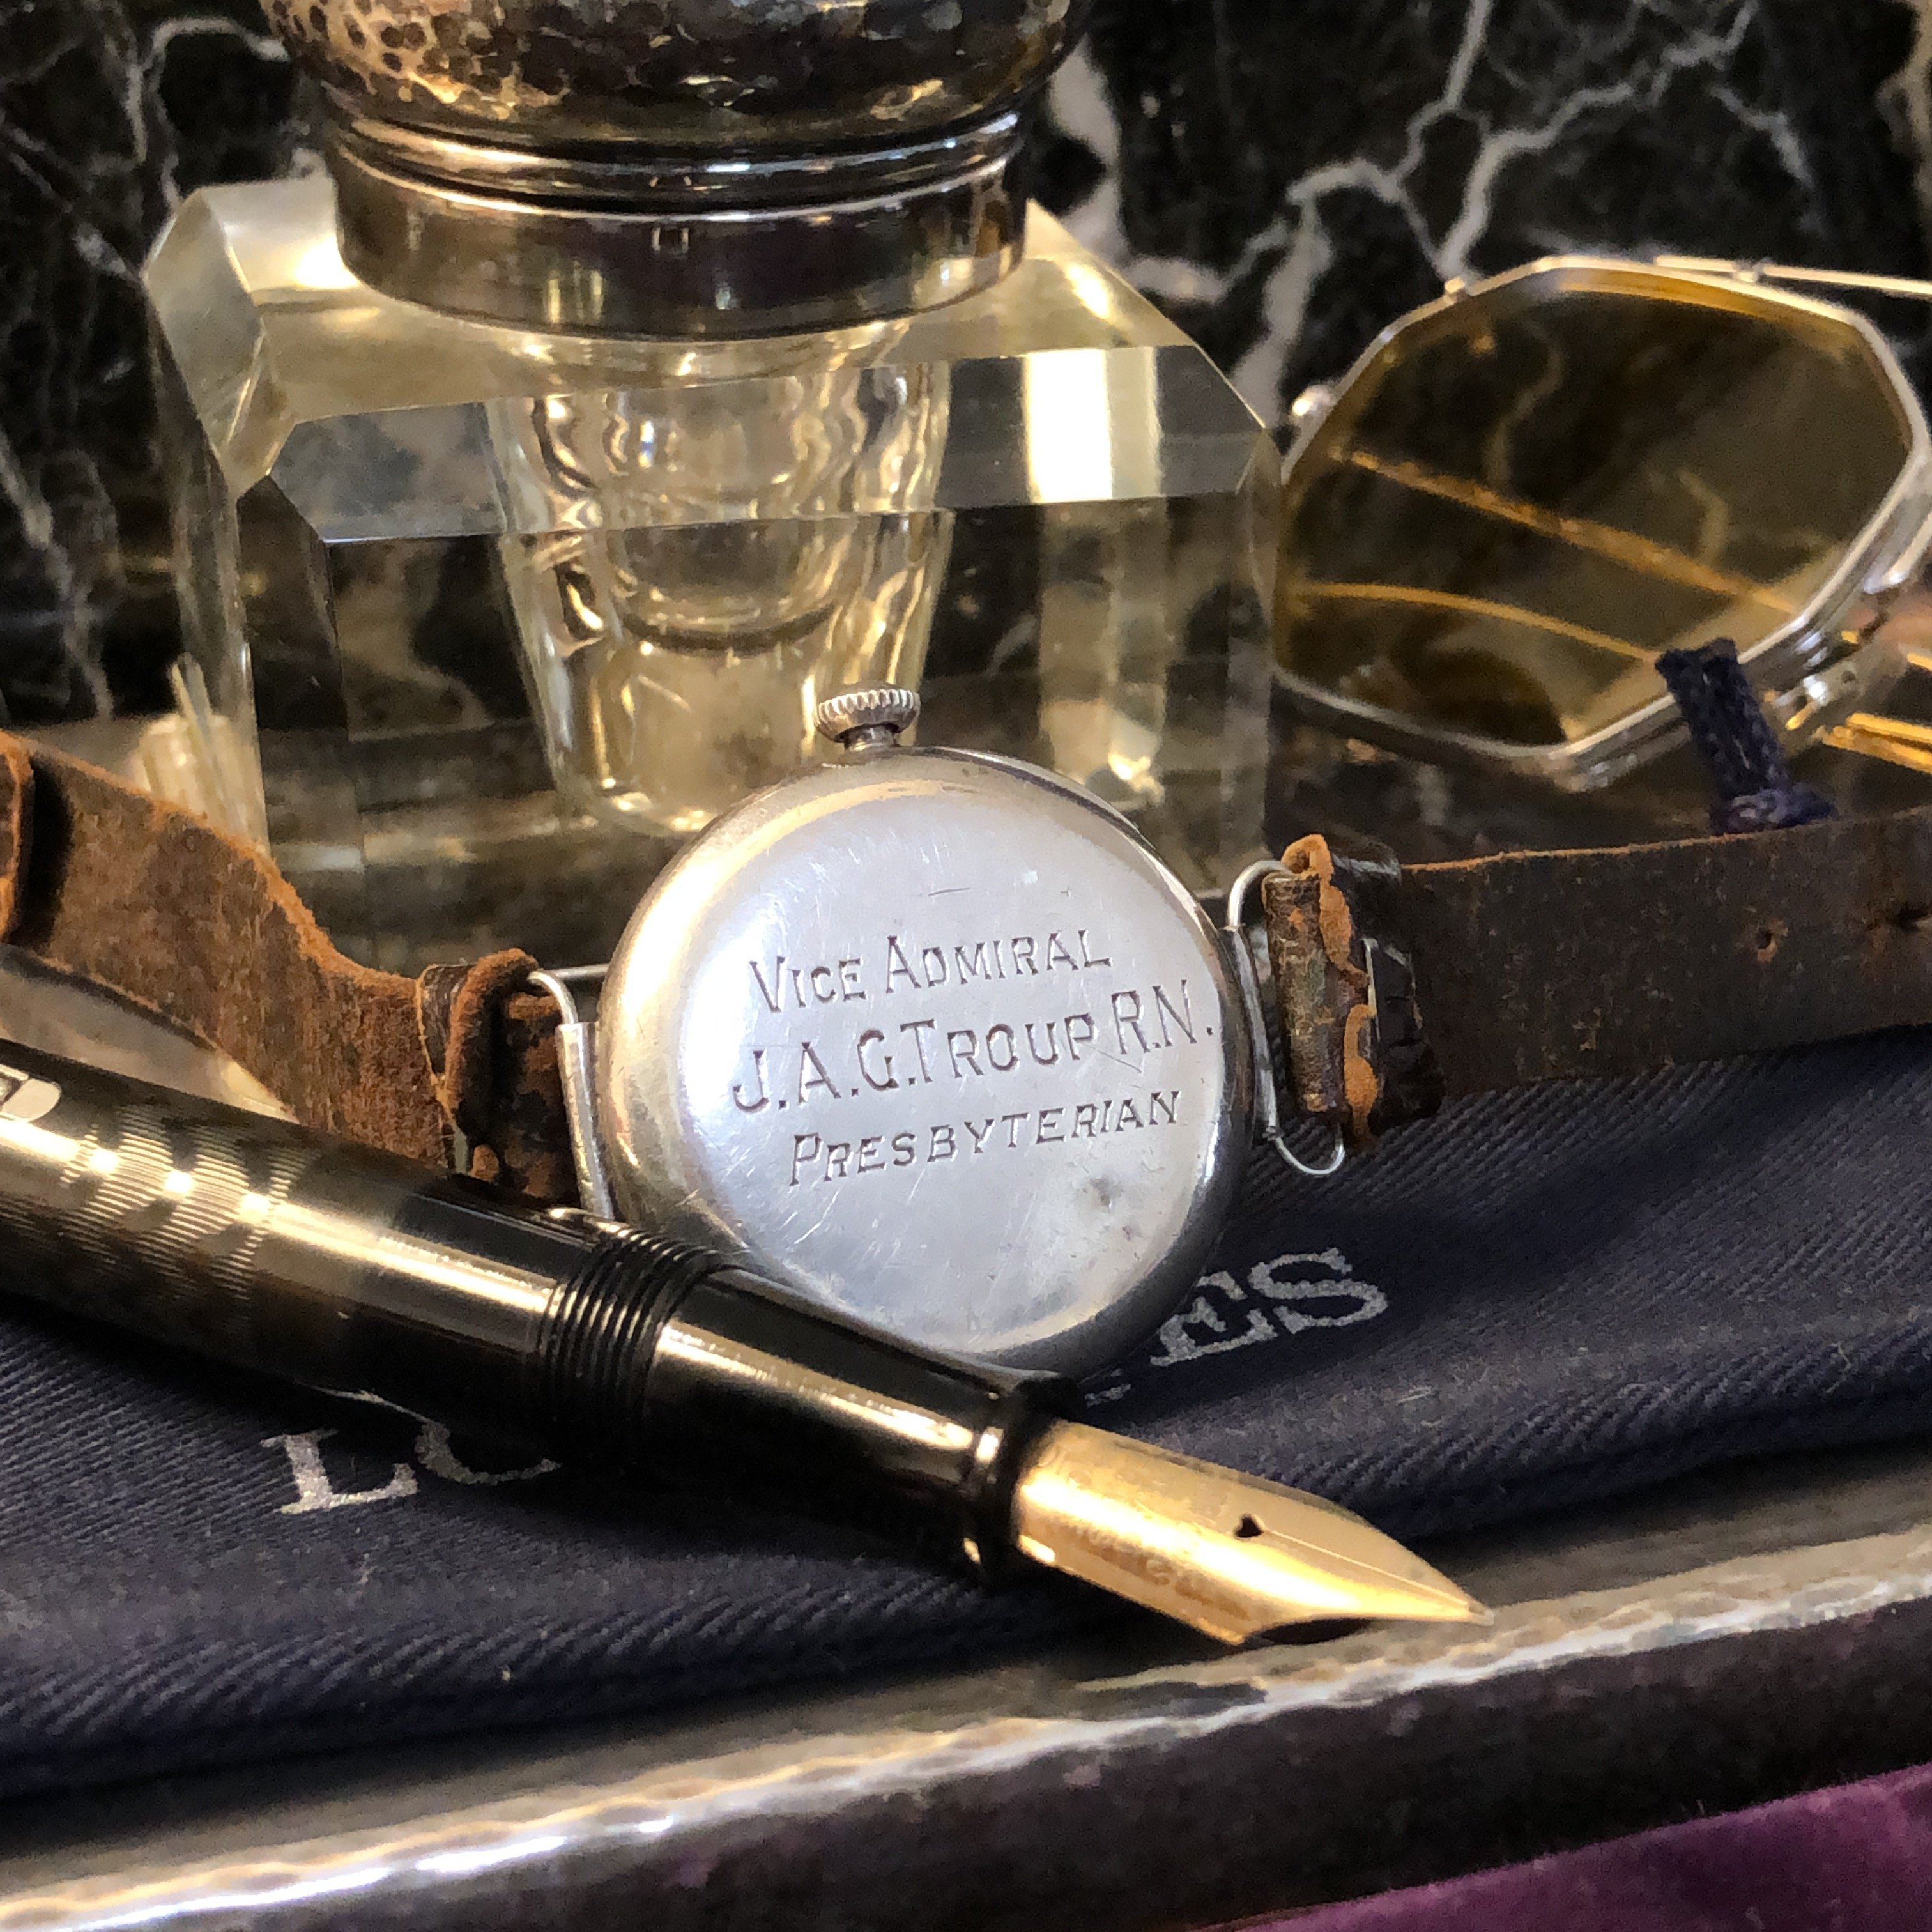 Vice Admiral
J.A.G. Troup R.N.
Presbyterian